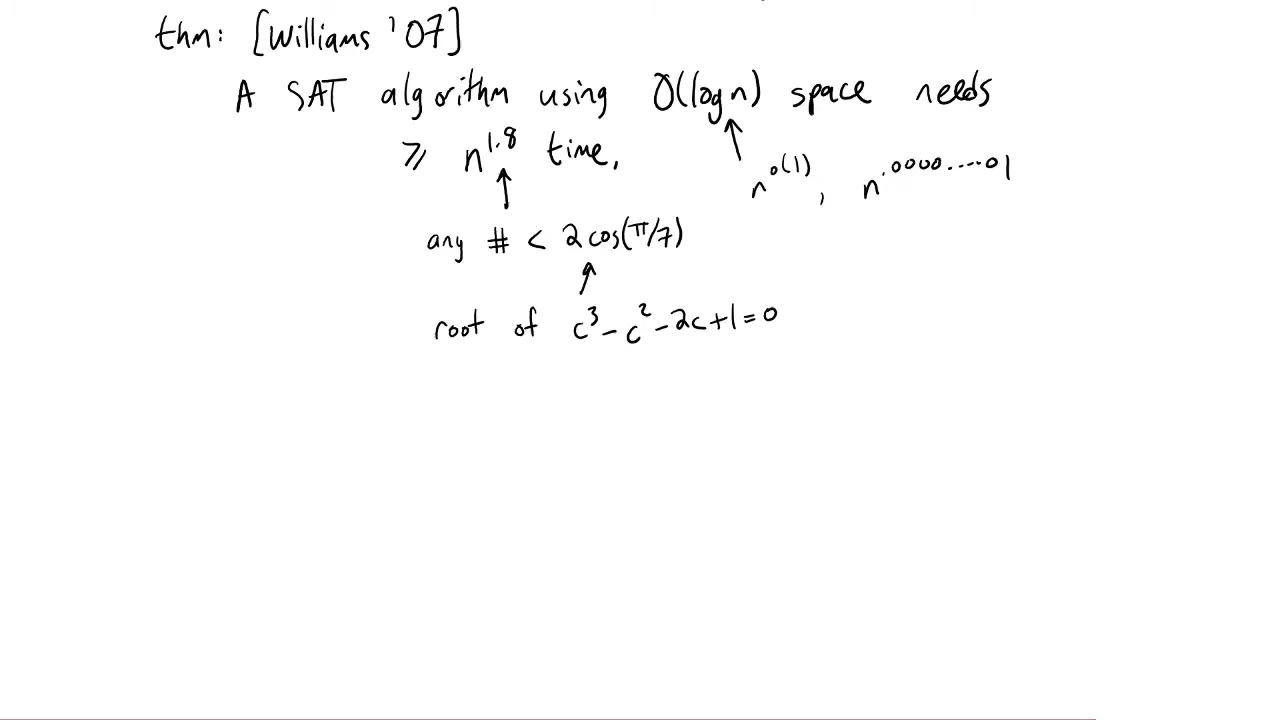 thm: [Williams '07]
A SAT algorithm using O(log n) space needs
≥ n^1.8 time.
n^o(1), n^.0000....01
any # < 2cos(π/7)
root of c^3 - c^2 - 2c + 1 = 0